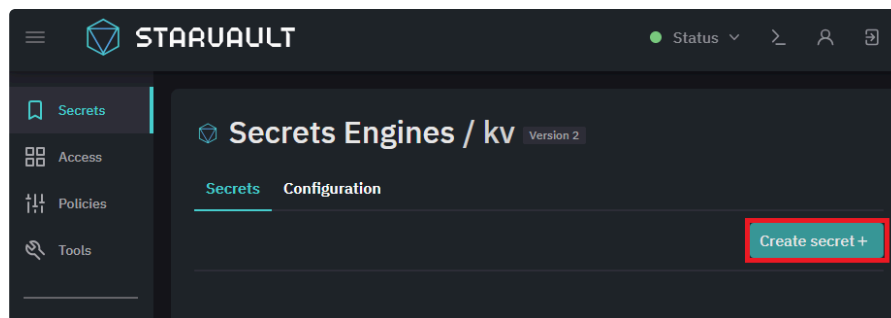 STARVAULT
Status
Secrets
Access
Policies
Tools
Secrets Engines / kv Version 2
Secrets Configuration
Create secret +